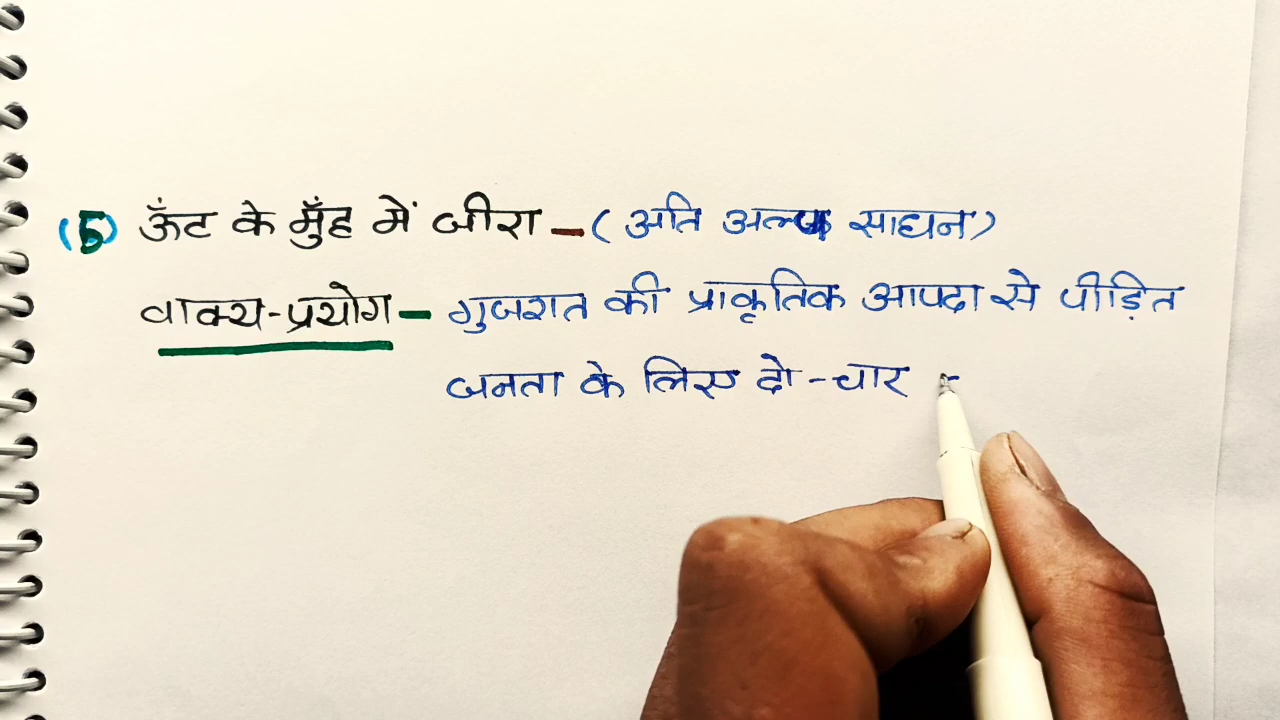 (5) ऊँट के मुँह में जीरा - ( अति अल्प साधन)
वाक्य-प्रयोग - गुजरात की प्राकृतिक आपदा से पीड़ित
जनता के लिए दो-चार